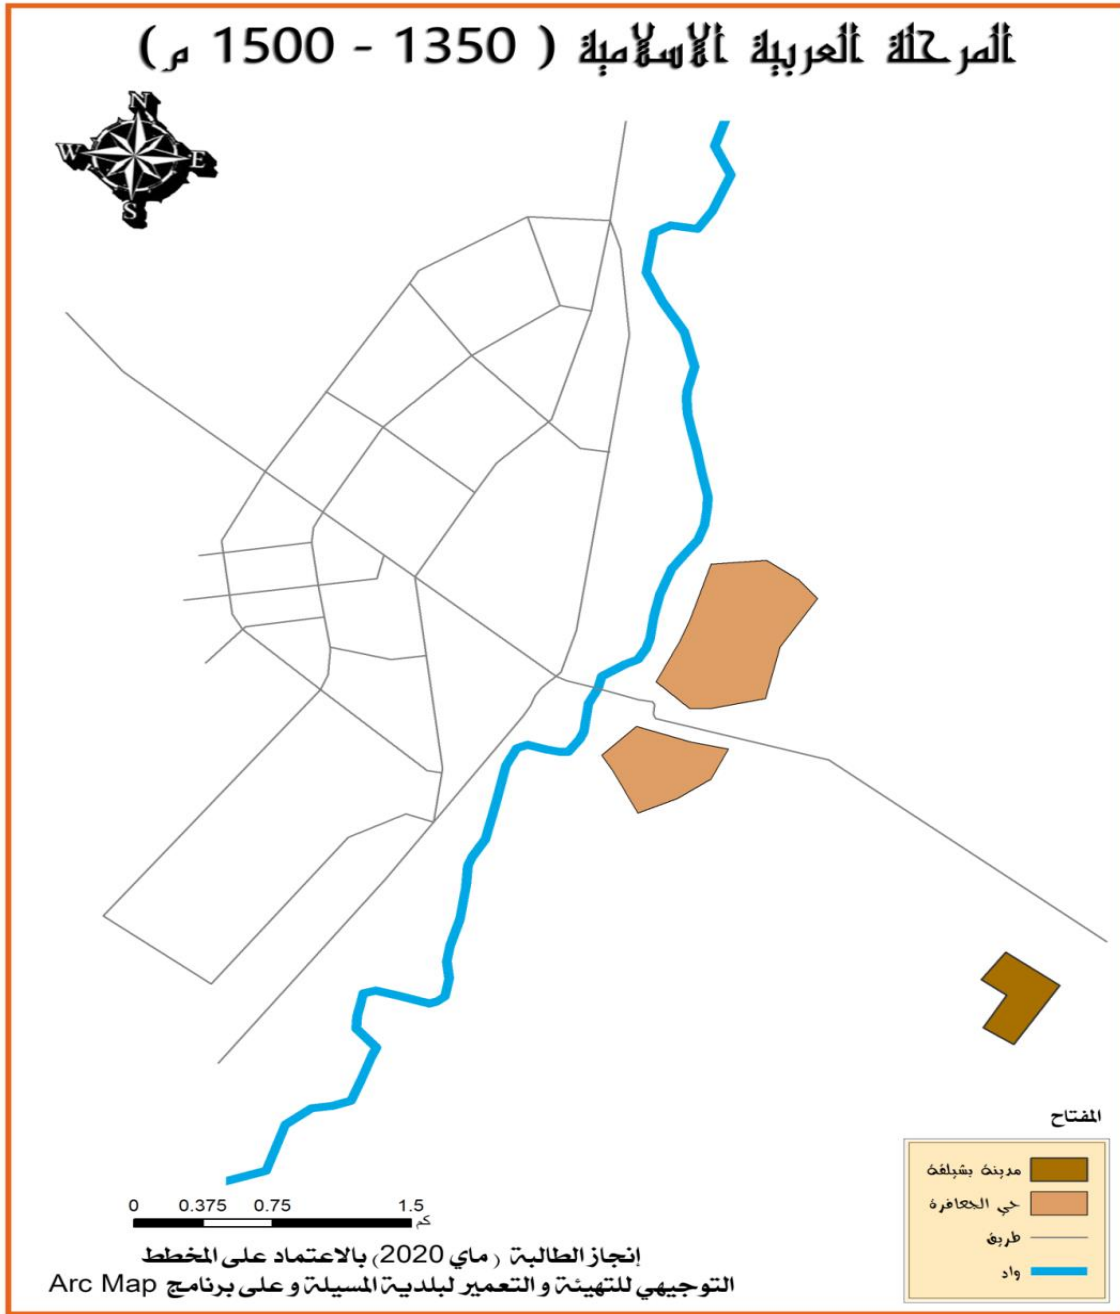 المرحلة العربية الاسلامية ( 1350 - 1500 م )
N
W E
S
المفتاح
مدينة بشيلقة
حي الجعافرة
طريق
واد
0 0.375 0.75 1.5
كم
إنجاز الطالبة ( ماي 2020) بالاعتماد على المخطط
التوجيهي للتهيئة و التعمير لبلدية المسيلة و على برنامج Arc Map